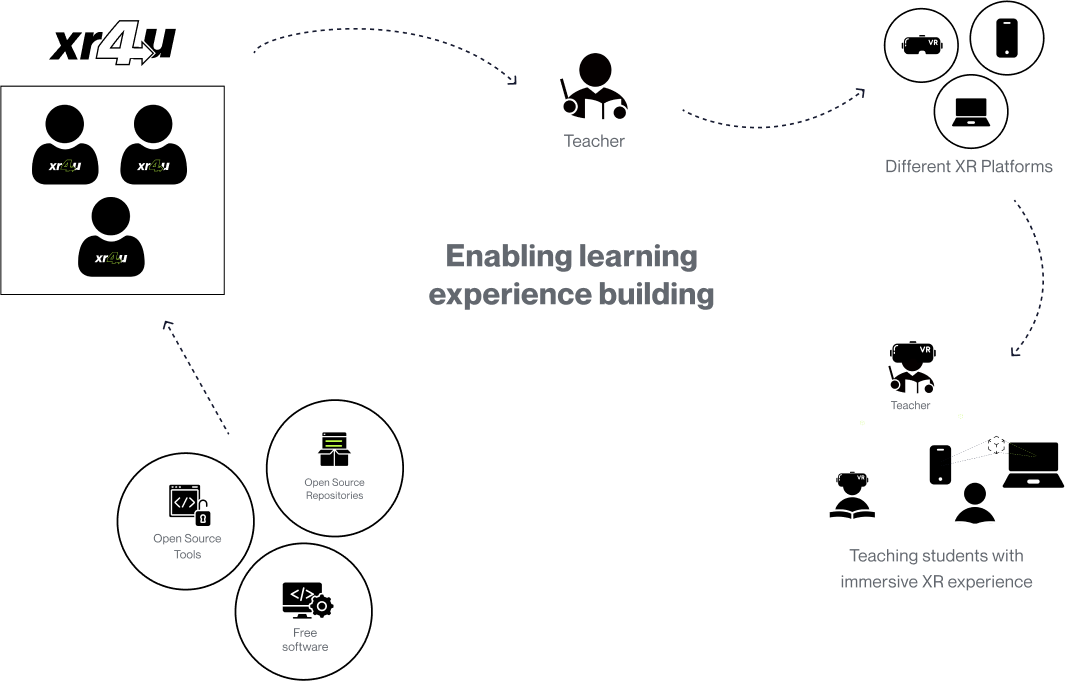 xr4u
xr4u
xr4u
xr4u
Teacher
VR
Different XR Platforms
Enabling learning
experience building
VR
Teacher
VR
Teaching students with
immersive XR experience
Open Source
Repositories
</>
Open Source
Tools
</>
Free
software